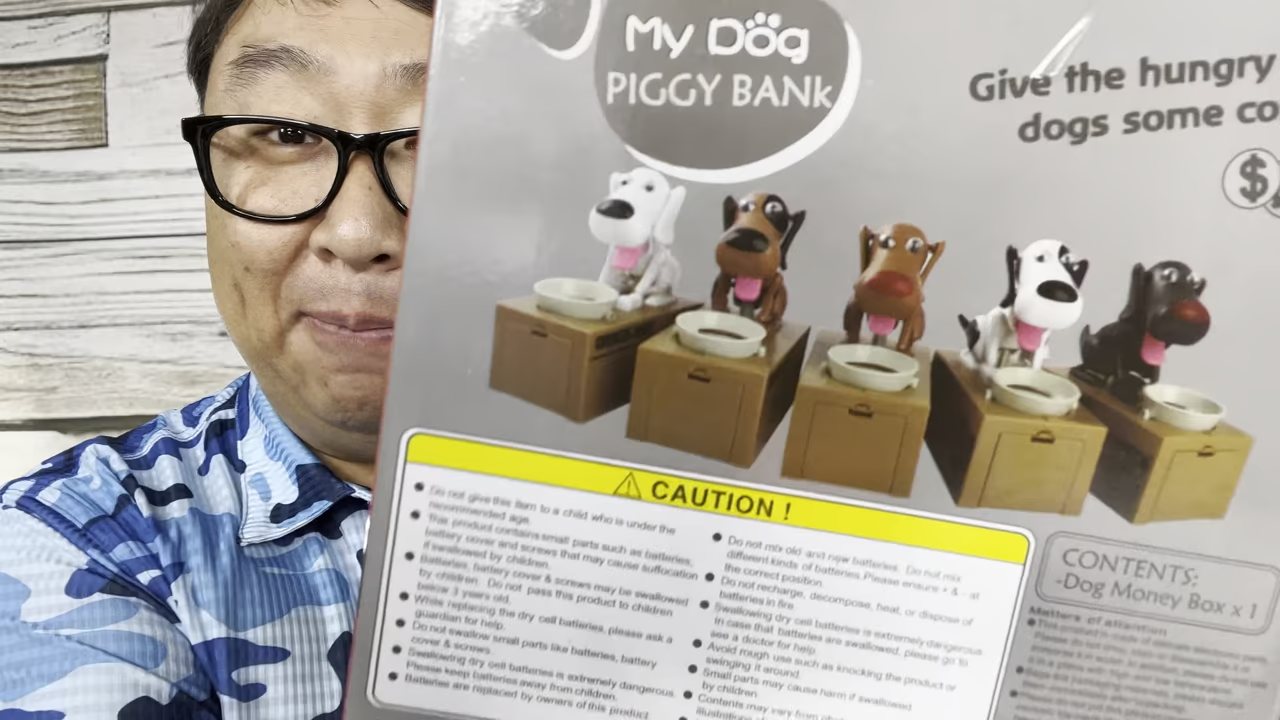 My Dog
PIGGY BANK
Give the hungry
dogs some co
$
CAUTION !
Do not give this item to a child who is under the
recommended age.
This product contains small parts such as batteries,
battery cover and screws that may cause suffocation
if swallowed by children.
Batteries, battery cover & screws may be swallowed
by children. Do not pass this product to children
below 3 years old.
While replacing the dry cell batteries, please ask a
guardian for help.
Do not swallow small parts like batteries, battery
cover & screws.
Swallowing dry cell batteries is extremely dangerous.
Please keep batteries away from children.
Batteries are replaced by owners of this product
Do not mix old and new batteries. Do not mix
different kinds of batteries. Please ensure + & - at
the correct position.
Do not recharge, decompose, heat, or dispose of
batteries in fire.
Swallowing dry cell batteries is extremely dangerous
In case that batteries are swallowed, please go to
see a doctor for help.
Avoid rough use such as knocking the product or
swinging it around.
Small parts may cause harm if swallowed
by children.
Contents may vary from
illustrations
CONTENTS:
-Dog Money Box x 1
Matters of attention